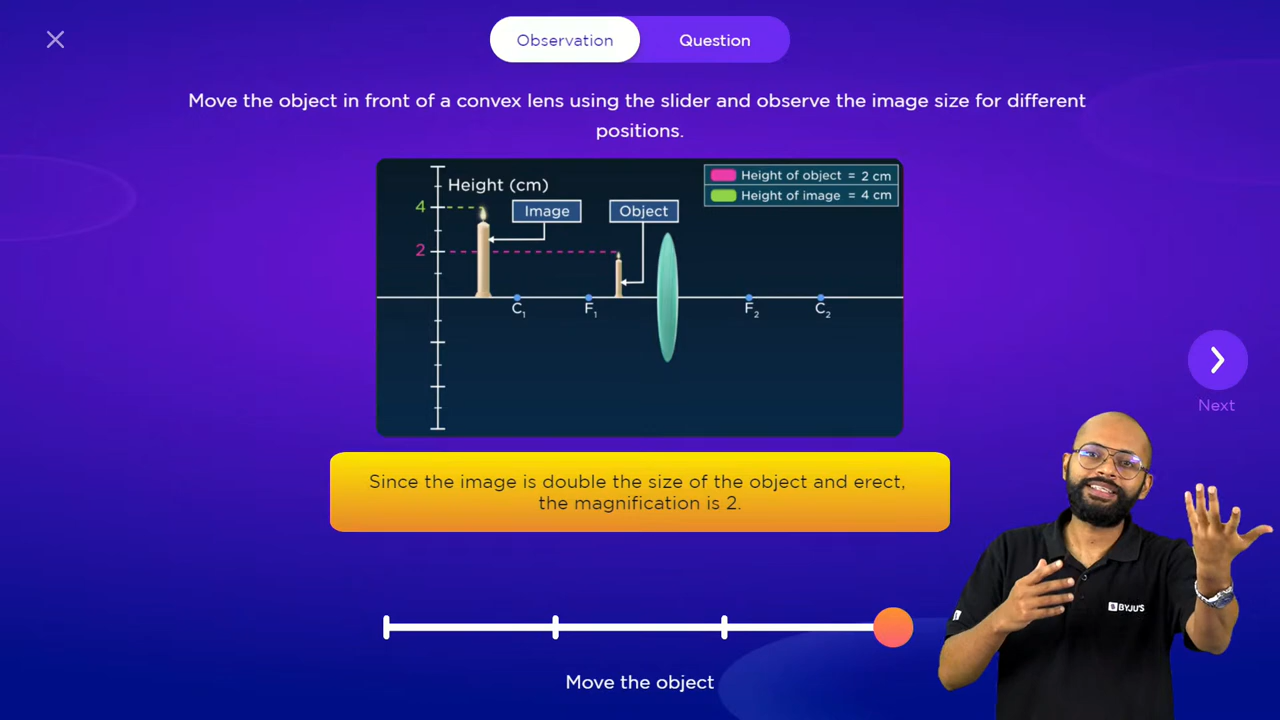 Observation
Question
Move the object in front of a convex lens using the slider and observe the image size for different
positions.
Height (cm)
Height of object = 2 cm
Height of image = 4 cm
4
Image
Object
2
C₁
F₁
F₂
C₂
Next
Since the image is double the size of the object and erect,
the magnification is 2.
BYJU'S
Move the object